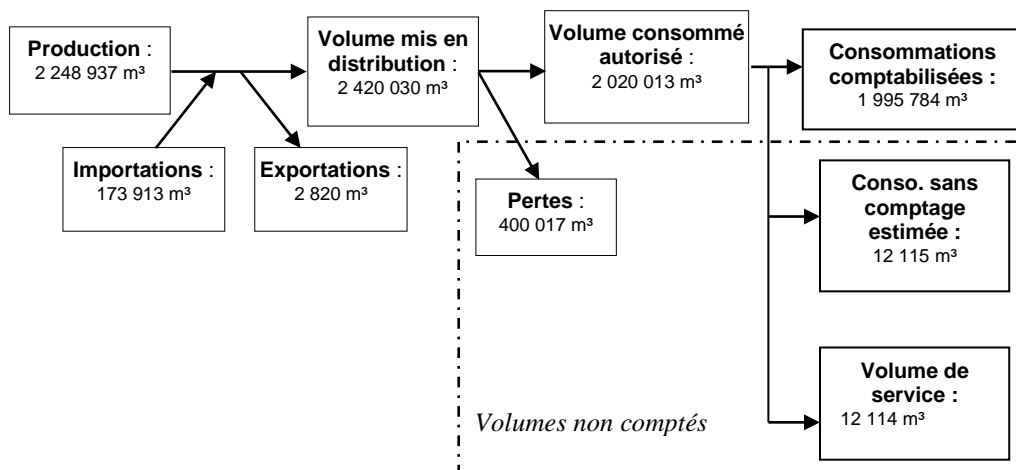 Production :
2 248 937 m³
Volume mis en
distribution :
2 420 030 m³
Volume consommé
autorisé :
2 020 013 m³
Consommations
comptabilisées :
1 995 784 m³
Importations :
173 913 m³
Exportations :
2 820 m³
Pertes :
400 017 m³
Conso. sans
comptage
estimée :
12 115 m³
Volume de
service :
12 114 m³
Volumes non comptés